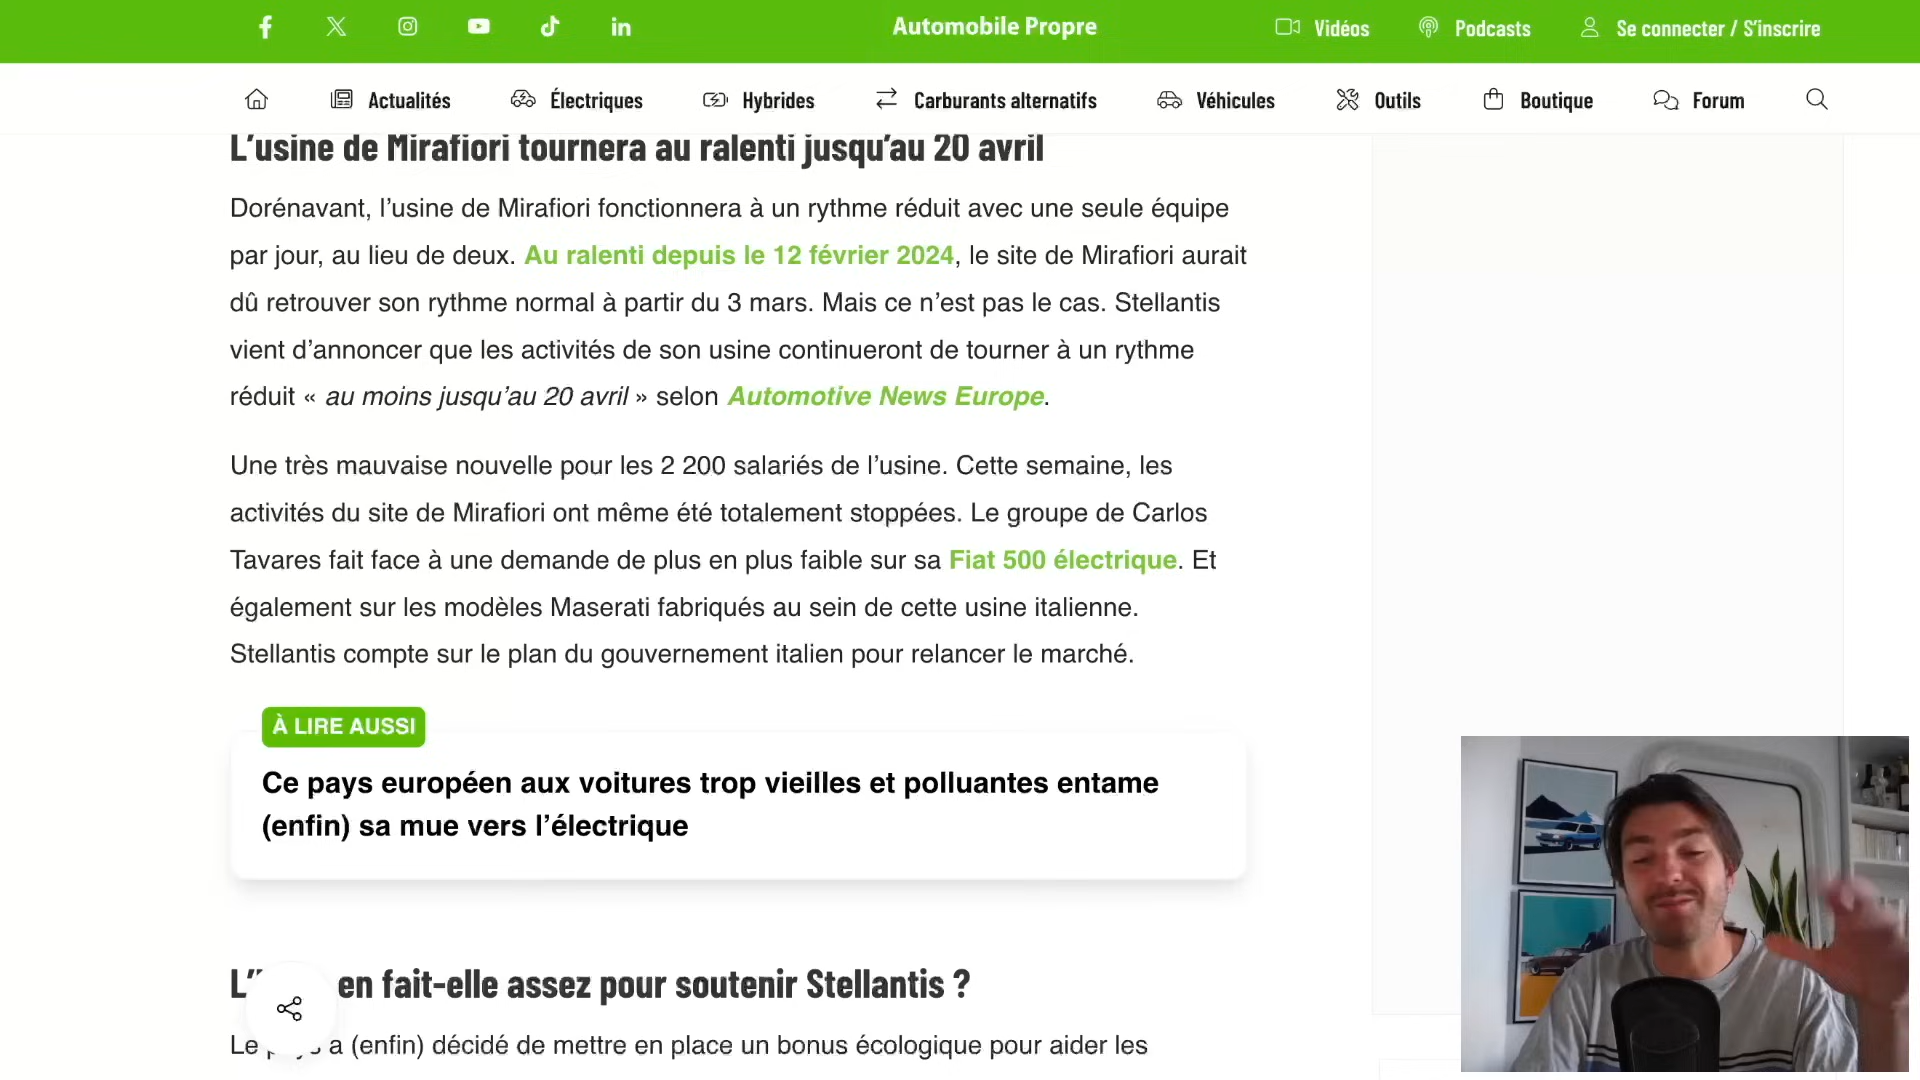 Automobile Propre
Vidéos
Podcasts
Se connecter / S'inscrire
Actualités
Électriques
Hybrides
Carburants alternatifs
Véhicules
Outils
Boutique
Forum
L’usine de Mirafiori tournera au ralenti jusqu’au 20 avril
Dorénavant, l’usine de Mirafiori fonctionnera à un rythme réduit avec une seule équipe
par jour, au lieu de deux. Au ralenti depuis le 12 février 2024, le site de Mirafiori aurait
dû retrouver son rythme normal à partir du 3 mars. Mais ce n’est pas le cas. Stellantis
vient d’annoncer que les activités de son usine continueront de tourner à un rythme
réduit « au moins jusqu’au 20 avril » selon Automotive News Europe.
Une très mauvaise nouvelle pour les 2 200 salariés de l’usine. Cette semaine, les
activités du site de Mirafiori ont même été totalement stoppées. Le groupe de Carlos
Tavares fait face à une demande de plus en plus faible sur sa Fiat 500 électrique. Et
également sur les modèles Maserati fabriqués au sein de cette usine italienne.
Stellantis compte sur le plan du gouvernement italien pour relancer le marché.
À LIRE AUSSI
Ce pays européen aux voitures trop vieilles et polluantes entame
(enfin) sa mue vers l’électrique
en fait-elle assez pour soutenir Stellantis ?
Le a (enfin) décidé de mettre en place un bonus écologique pour aider les